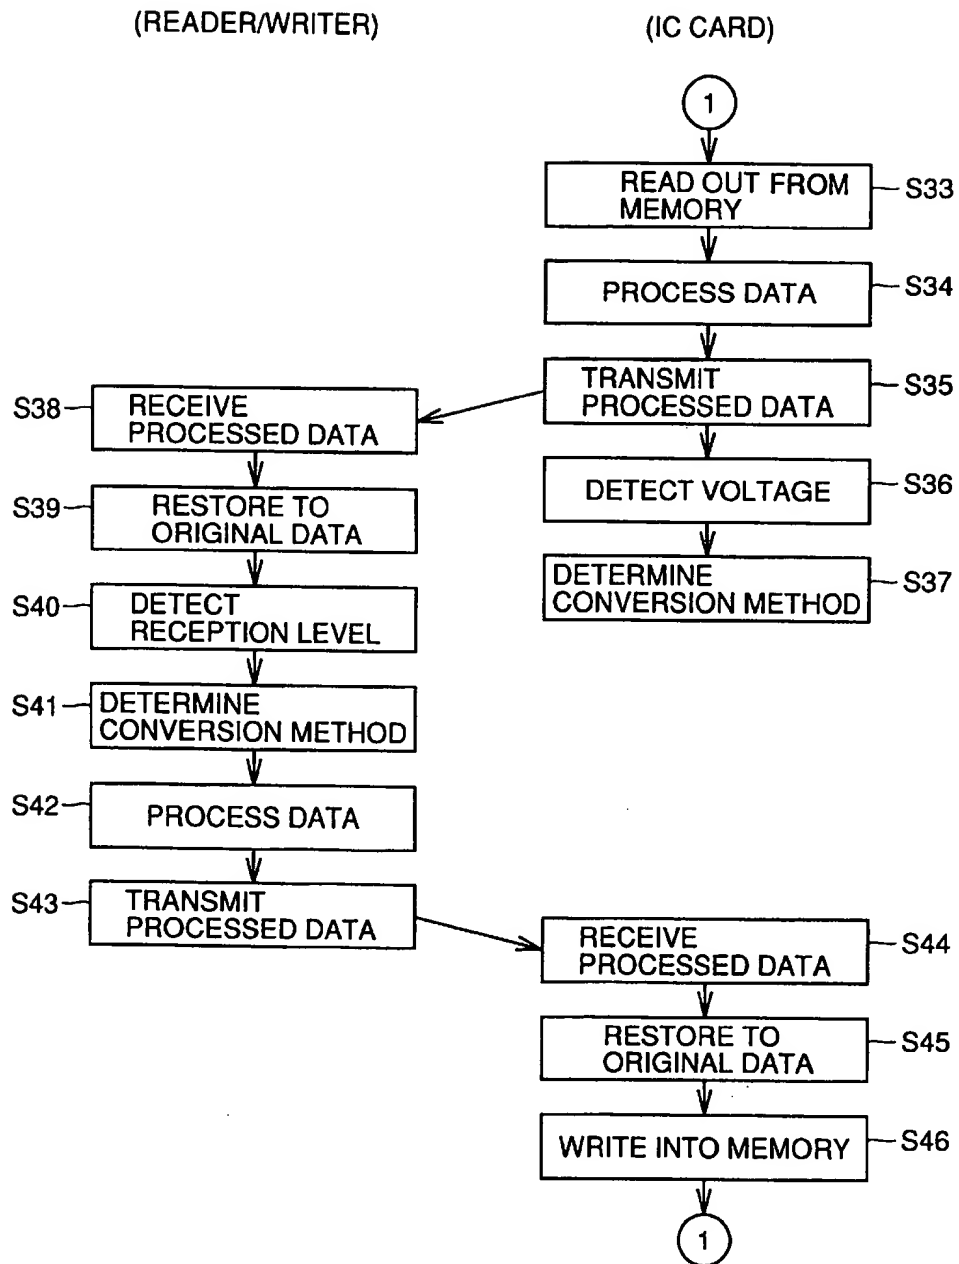 (READER/WRITER)
(IC CARD)
1
READ OUT FROM
MEMORY
S33
PROCESS DATA
S34
TRANSMIT
PROCESSED DATA
S35
S38
RECEIVE
PROCESSED DATA
DETECT VOLTAGE
S36
S39
RESTORE TO
ORIGINAL DATA
DETERMINE
CONVERSION METHOD
S37
S40
DETECT
RECEPTION LEVEL
S41
DETERMINE
CONVERSION METHOD
S42
PROCESS DATA
S43
TRANSMIT
PROCESSED DATA
RECEIVE
PROCESSED DATA
S44
RESTORE TO
ORIGINAL DATA
S45
WRITE INTO MEMORY
S46
1